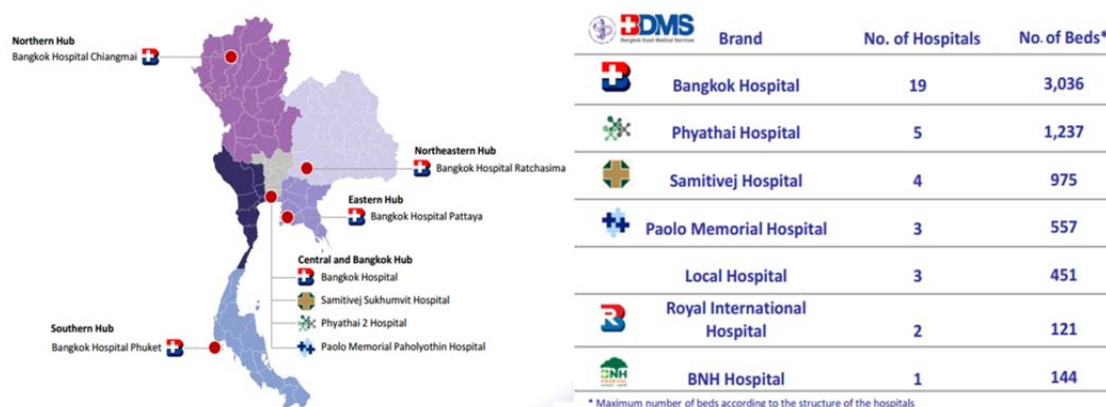 Northern Hub
Bangkok Hospital Chiangmai
Northeastern Hub
Bangkok Hospital Ratchasima
Eastern Hub
Bangkok Hospital Pattaya
Central and Bangkok Hub
Bangkok Hospital
Samitivej Sukhumvit Hospital
Phyathai 2 Hospital
Paolo Memorial Paholyothin Hospital
Southern Hub
Bangkok Hospital Phuket
BDMS
Bangkok Dusit Medical Services
Brand No. of Hospitals No. of Beds*
Bangkok Hospital 19 3,036
Phyathai Hospital 5 1,237
Samitivej Hospital 4 975
Paolo Memorial Hospital 3 557
Local Hospital 3 451
Royal International
Hospital 2 121
BNH
HOSPITAL
BNH Hospital 1 144
* Maximum number of beds according to the structure of the hospitals